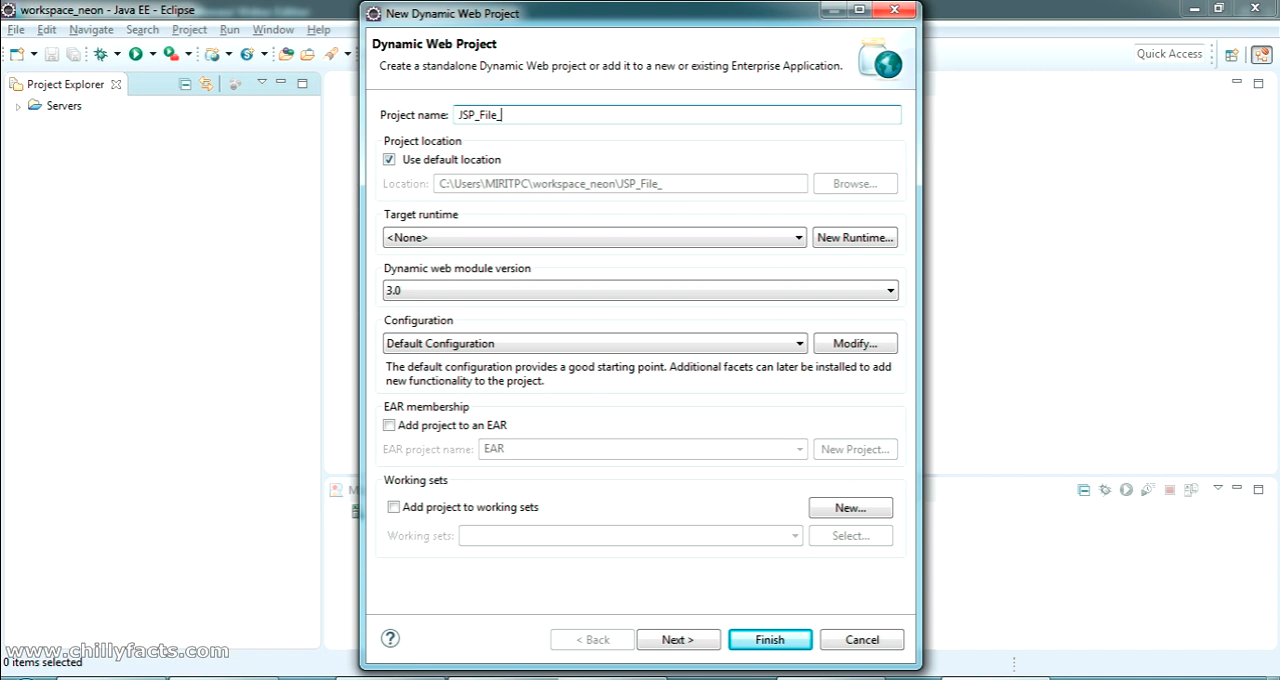 workspace_neon - Java EE - Eclipse
File Edit Navigate Search Project Run Window Help
Quick Access
Project Explorer
Servers
New Dynamic Web Project
Dynamic Web Project
Create a standalone Dynamic Web project or add it to a new or existing Enterprise Application.
Project name: JSP_File_
Project location
Use default location
Location: C:\Users\MIRITPC\workspace_neon\JSP_File_ Browse...
Target runtime
<None> New Runtime...
Dynamic web module version
3.0
Configuration
Default Configuration Modify...
The default configuration provides a good starting point. Additional facets can later be installed to add
new functionality to the project.
EAR membership
Add project to an EAR
EAR project name: EAR New Project...
Working sets
Add project to working sets New...
Working sets: Select...
< Back Next > Finish Cancel
www.chillyfacts.com
0 items selected